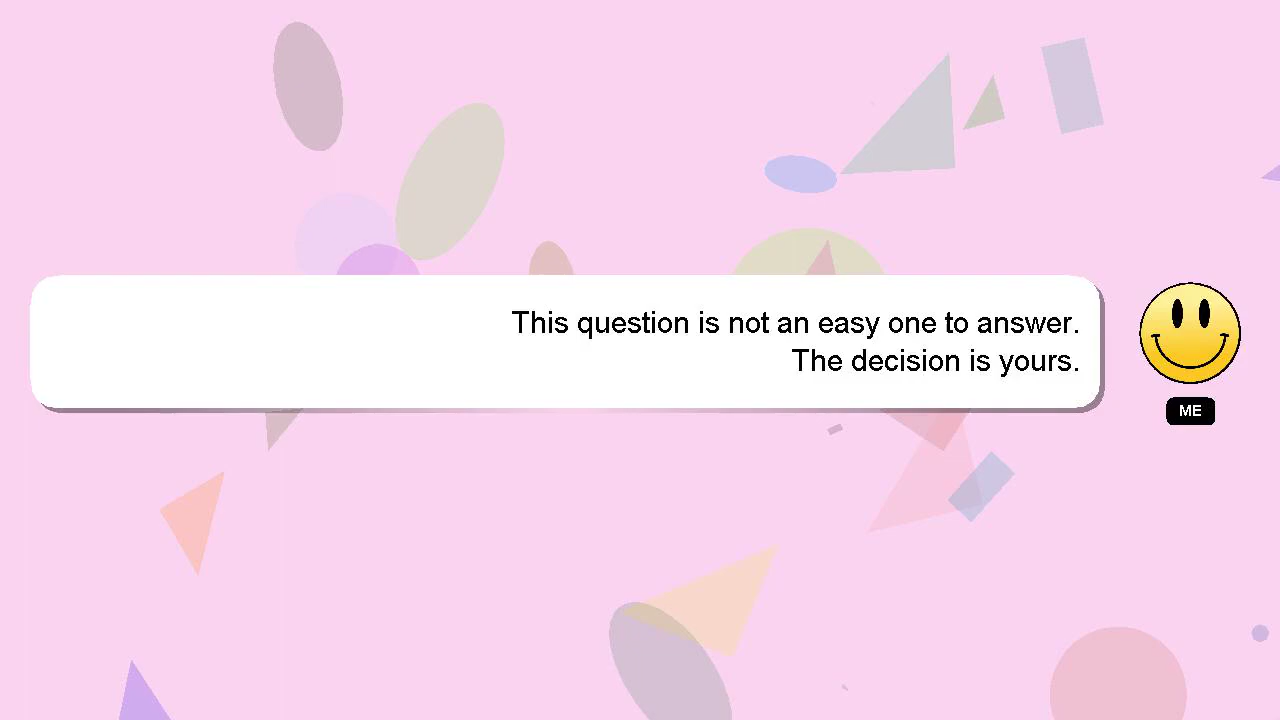 This question is not an easy one to answer.
The decision is yours.
ME